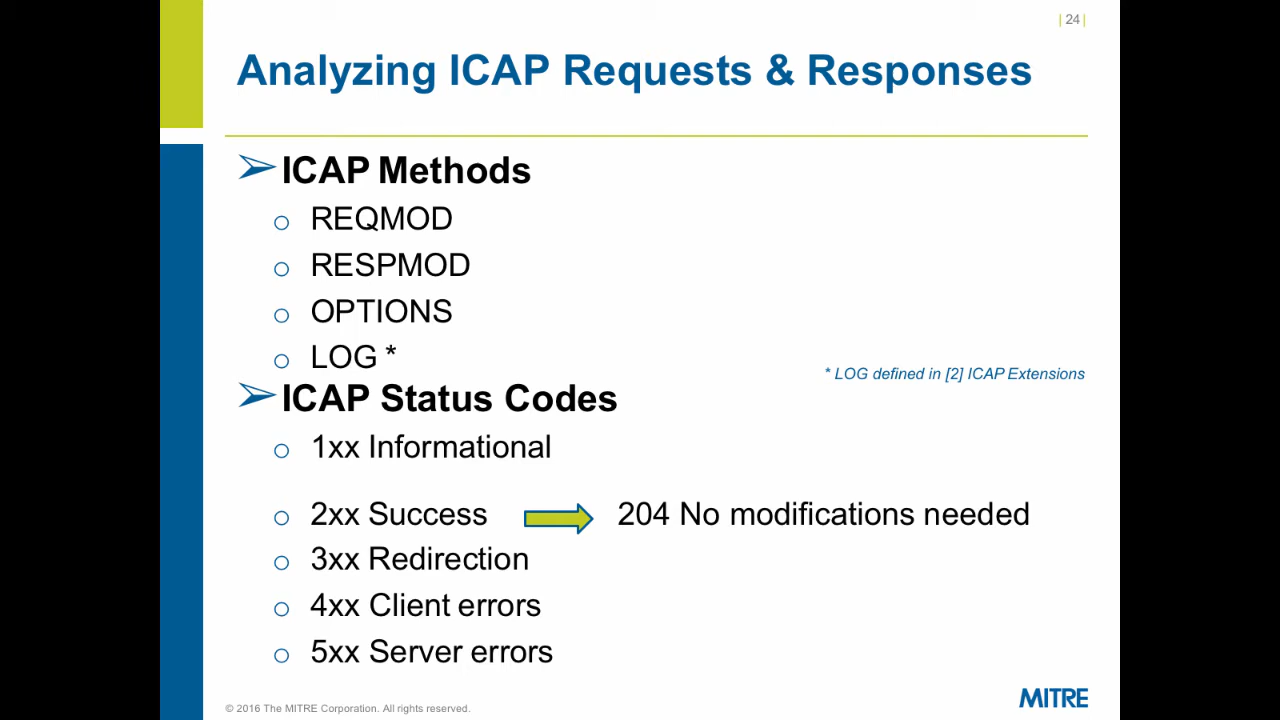 | 24 |
Analyzing ICAP Requests & Responses
ICAP Methods
REQMOD
RESPMOD
OPTIONS
LOG *
* LOG defined in [2] ICAP Extensions
ICAP Status Codes
1xx Informational
2xx Success 204 No modifications needed
3xx Redirection
4xx Client errors
5xx Server errors
© 2016 The MITRE Corporation. All rights reserved.
MITRE